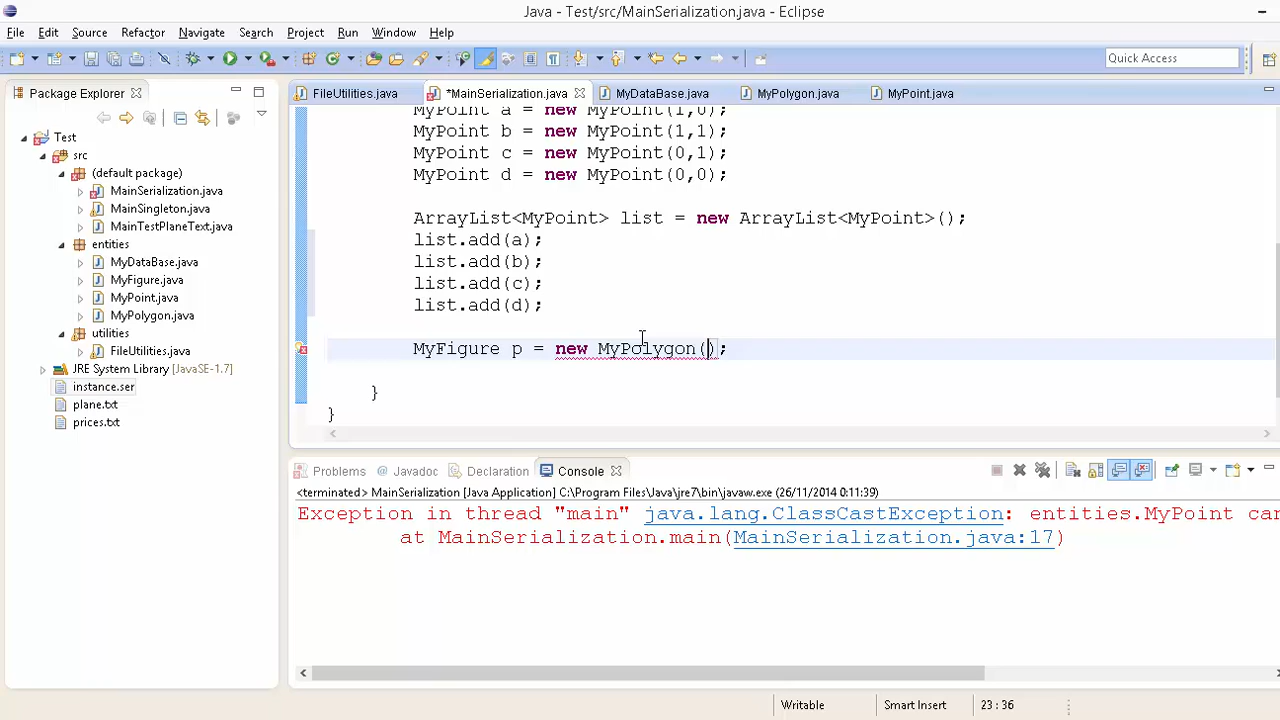 Java - Test/src/MainSerialization.java - Eclipse
File Edit Source Refactor Navigate Search Project Run Window Help
Quick Access
Package Explorer
FileUtilities.java *MainSerialization.java MyDataBase.java MyPolygon.java MyPoint.java
Test
src
(default package)
MainSerialization.java
MainSingleton.java
MainTestPlaneText.java
entities
MyDataBase.java
MyFigure.java
MyPoint.java
MyPolygon.java
utilities
FileUtilities.java
JRE System Library [JavaSE-1.7]
instance.ser
plane.txt
prices.txt
MyPoint a = new MyPoint(1,0);
MyPoint b = new MyPoint(1,1);
MyPoint c = new MyPoint(0,1);
MyPoint d = new MyPoint(0,0);
ArrayList<MyPoint> list = new ArrayList<MyPoint>();
list.add(a);
list.add(b);
list.add(c);
list.add(d);
MyFigure p = new MyPolygon();
}
}
Problems Javadoc Declaration Console
<terminated> MainSerialization [Java Application] C:\Program Files\Java\jre7\bin\javaw.exe (26/11/2014 0:11:39)
Exception in thread "main" java.lang.ClassCastException: entities.MyPoint can
at MainSerialization.main(MainSerialization.java:17)
Writable Smart Insert 23 : 36